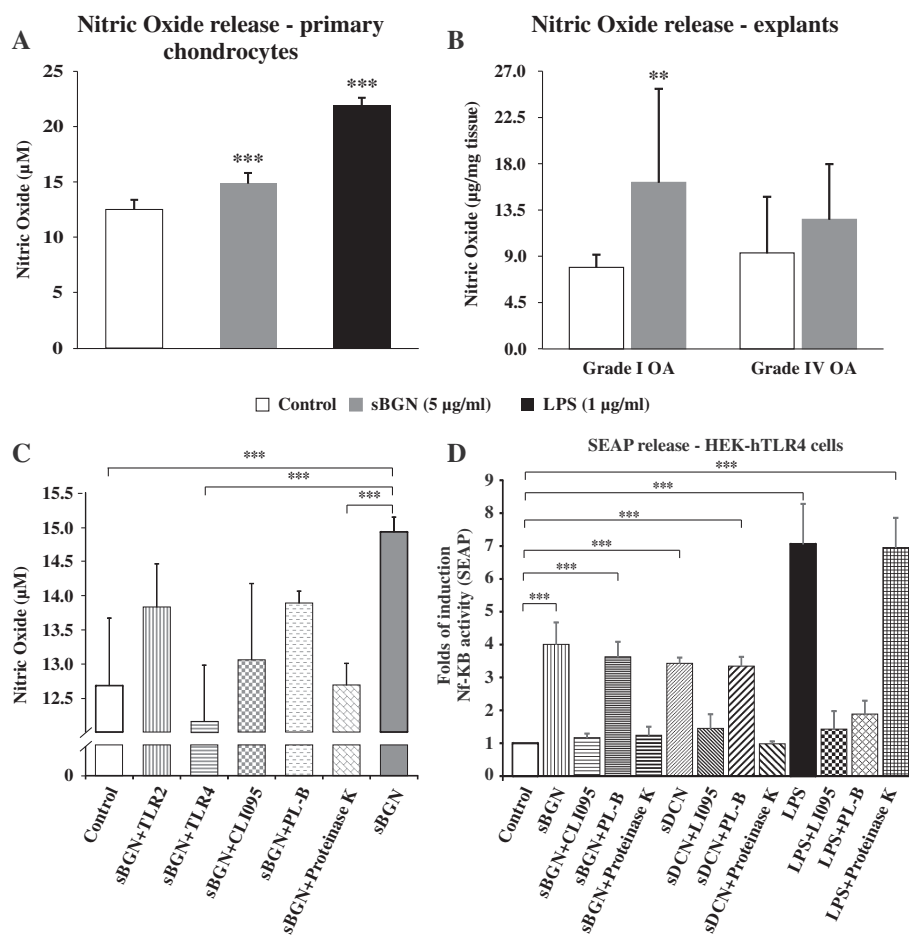 A
Nitric Oxide release - primary
chondrocytes
Nitric Oxide (µM)
25
20
15
10
5
0
***
***
B
Nitric Oxide release - explants
Nitric Oxide (µg/mg tissue)
27.0
22.5
18.0
13.5
9.0
4.5
0.0
**
Grade I OA
Grade IV OA
Control
sBGN (5 µg/ml)
LPS (1 µg/ml)
C
***
***
***
Nitric Oxide (µM)
15.5
15.0
14.5
14.0
13.5
13.0
12.5
0
Control
sBGN+TLR2
sBGN+TLR4
sBGN+CLI095
sBGN+PL-B
sBGN+Proteinase K
sBGN
D
SEAP release - HEK-hTLR4 cells
***
***
***
***
***
***
Folds of induction
Nf-KB activity (SEAP)
9
8
7
6
5
4
3
2
1
0
Control
sBGN
sBGN+CLI095
sBGN+PL-B
sBGN+Proteinase K
sDCN
sDCN+LI095
sDCN+PL-B
sDCN+Proteinase K
LPS
LPS+LI095
LPS+PL-B
LPS+Proteinase K